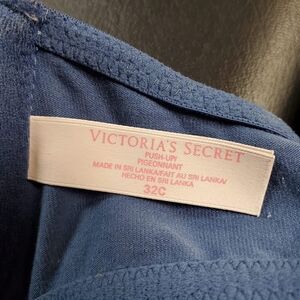 VICTORIA'S SECRET
PUSH-UP/
PIGEONNANT
MADE IN SRI LANKA/FAIT AU SRI LANKA/
HECHO EN SRI LANKA
32C